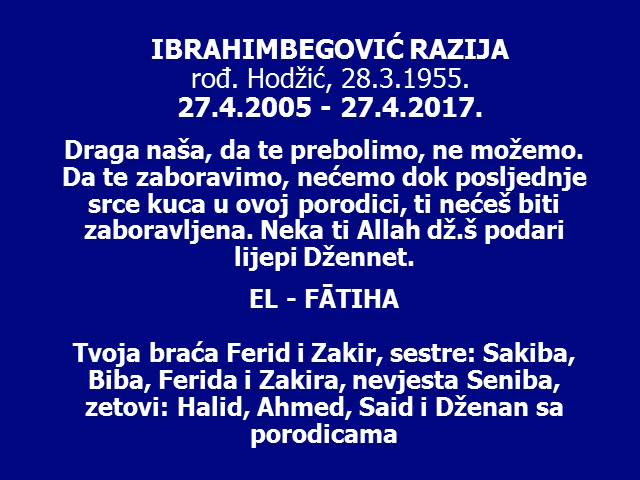 IBRAHIMBEGOVIĆ RAZIJA
rođ. Hodžić, 28.3.1955.
27.4.2005 - 27.4.2017.
Draga naša, da te prebolimo, ne možemo.
Da te zaboravimo, nećemo dok posljednje
srce kuca u ovoj porodici, ti nećeš biti
zaboravljena. Neka ti Allah dž.š podari
lijepi Džennet.
EL - FĀTIHA
Tvoja braća Ferid i Zakir, sestre: Sakiba,
Biba, Ferida i Zakira, nevjesta Seniba,
zetovi: Halid, Ahmed, Said i Dženan sa
porodicama